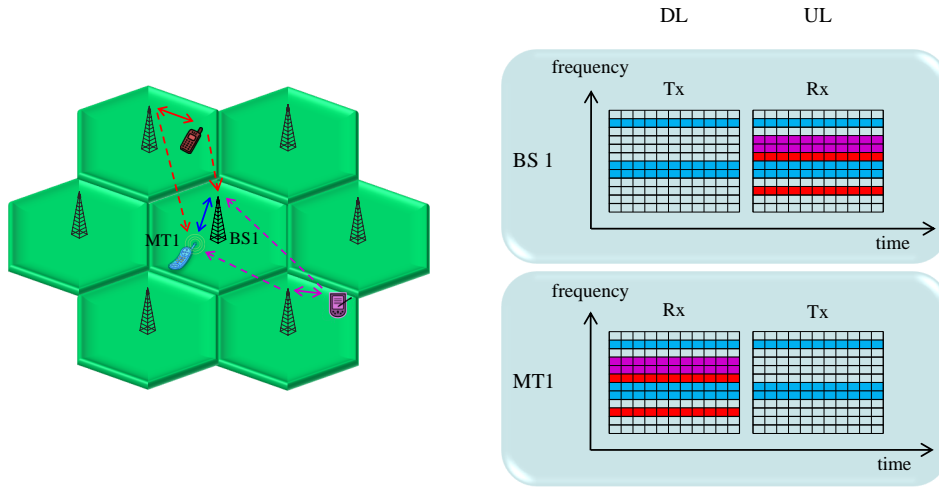 DL UL
frequency
Tx Rx
BS 1
time
MT1 BS1
frequency
Rx Tx
MT1
time